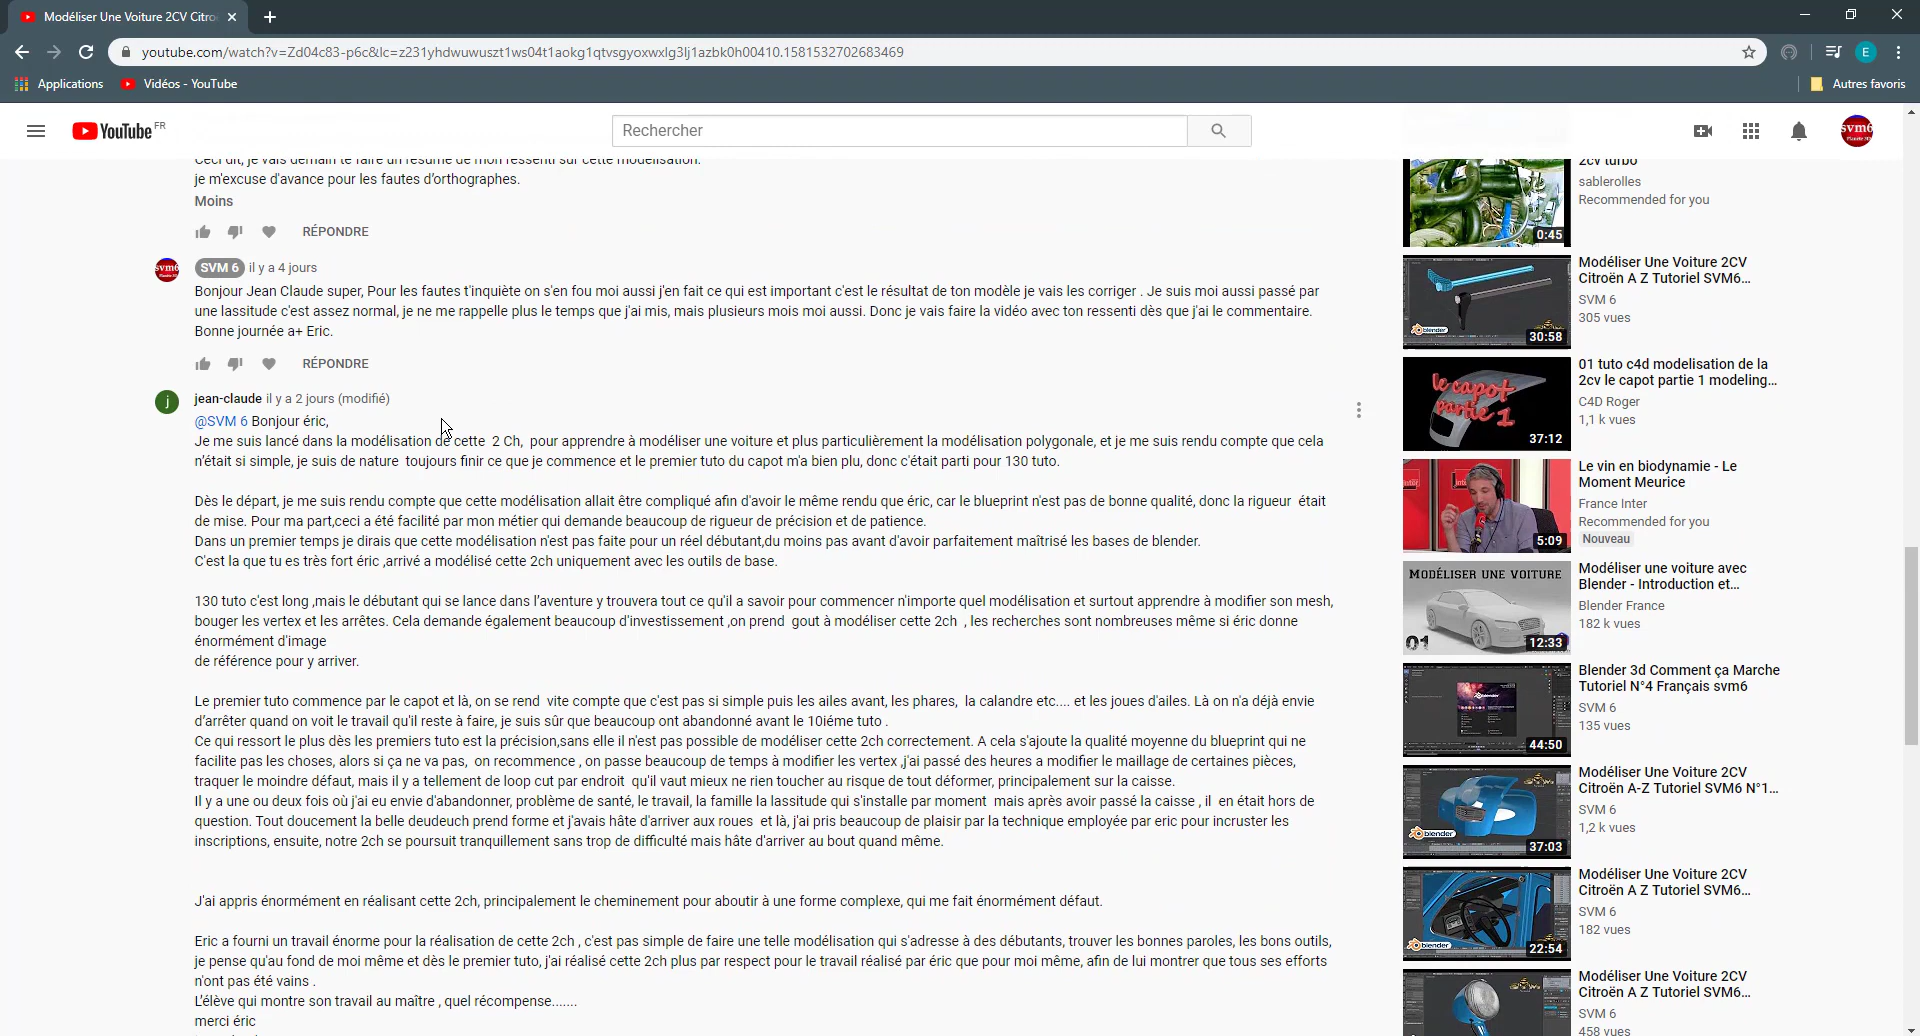 Modéliser Une Voiture 2CV Citro
youtube.com/watch?v=Zd04c83-p6c&lc=z231yhdwuwuszt1ws04t1aokg1qtvsgyoxwxlg3lj1azbk0h00410.1581532702683469
E
Applications
Vidéos - YouTube
Autres favoris
YouTube FR
Rechercher
svm6
Ceci dit, je vais demain te faire un résumé de mon ressenti sur cette modélisation.
je m'excuse d'avance pour les fautes d'orthographes.
Moins
RÉPONDRE
svm6
SVM 6 il y a 4 jours
Bonjour Jean Claude super, Pour les fautes t'inquiète on s'en fou moi aussi j'en fait ce qui est important c'est le résultat de ton modèle je vais les corriger . Je suis moi aussi passé par
une lassitude c'est assez normal, je ne me rappelle plus le temps que j'ai mis, mais plusieurs mois moi aussi. Donc je vais faire la vidéo avec ton ressenti dès que j'ai le commentaire.
Bonne journée a+ Eric.
RÉPONDRE
j
jean-claude il y a 2 jours (modifié)
@SVM 6 Bonjour éric,
Je me suis lancé dans la modélisation de cette 2 Ch, pour apprendre à modéliser une voiture et plus particulièrement la modélisation polygonale, et je me suis rendu compte que cela
n'était si simple, je suis de nature toujours finir ce que je commence et le premier tuto du capot m'a bien plu, donc c'était parti pour 130 tuto.
Dès le départ, je me suis rendu compte que cette modélisation allait être compliqué afin d'avoir le même rendu que éric, car le blueprint n'est pas de bonne qualité, donc la rigueur était
de mise. Pour ma part,ceci a été facilité par mon métier qui demande beaucoup de rigueur de précision et de patience.
Dans un premier temps je dirais que cette modélisation n'est pas faite pour un réel débutant,du moins pas avant d'avoir parfaitement maîtrisé les bases de blender.
C'est la que tu es très fort éric ,arrivé a modélisé cette 2ch uniquement avec les outils de base.
130 tuto c'est long ,mais le débutant qui se lance dans l'aventure y trouvera tout ce qu'il a savoir pour commencer n'importe quel modélisation et surtout apprendre à modifier son mesh,
bouger les vertex et les arrêtes. Cela demande également beaucoup d'investissement ,on prend gout à modéliser cette 2ch , les recherches sont nombreuses même si éric donne
énormément d'image
de référence pour y arriver.
Le premier tuto commence par le capot et là, on se rend vite compte que c'est pas si simple puis les ailes avant, les phares, la calandre etc.... et les joues d'ailes. Là on n'a déjà envie
d'arrêter quand on voit le travail qu'il reste à faire, je suis sûr que beaucoup ont abandonné avant le 10iéme tuto .
Ce qui ressort le plus dès les premiers tuto est la précision,sans elle il n'est pas possible de modéliser cette 2ch correctement. A cela s'ajoute la qualité moyenne du blueprint qui ne
facilite pas les choses, alors si ça ne va pas, on recommence , on passe beaucoup de temps à modifier les vertex ,j'ai passé des heures a modifier le maillage de certaines pièces,
traquer le moindre défaut, mais il y a tellement de loop cut par endroit qu'il vaut mieux ne rien toucher au risque de tout déformer, principalement sur la caisse.
Il y a une ou deux fois où j'ai eu envie d'abandonner, problème de santé, le travail, la famille la lassitude qui s'installe par moment mais après avoir passé la caisse , il en était hors de
question. Tout doucement la belle deudeuch prend forme et j'avais hâte d'arriver aux roues et là, j'ai pris beaucoup de plaisir par la technique employée par eric pour incruster les
inscriptions, ensuite, notre 2ch se poursuit tranquillement sans trop de difficulté mais hâte d'arriver au bout quand même.
J'ai appris énormément en réalisant cette 2ch, principalement le cheminement pour aboutir à une forme complexe, qui me fait énormément défaut.
Eric a fourni un travail énorme pour la réalisation de cette 2ch , c'est pas simple de faire une telle modélisation qui s'adresse à des débutants, trouver les bonnes paroles, les bons outils,
je pense qu'au fond de moi même et dès le premier tuto, j'ai réalisé cette 2ch plus par respect pour le travail réalisé par éric que pour moi même, afin de lui montrer que tous ses efforts
n'ont pas été vains .
L'élève qui montre son travail au maître , quel récompense.......
merci éric
2cv turbo
sablerolles
Recommended for you
0:45
Modéliser Une Voiture 2CV
Citroën A Z Tutoriel SVM6...
SVM 6
305 vues
blender
30:58
01 tuto c4d modelisation de la
2cv le capot partie 1 modeling...
C4D Roger
1,1 k vues
le capot
partie 1
37:12
Le vin en biodynamie - Le
Moment Meurice
France Inter
Recommended for you
Nouveau
inter
5:09
Modéliser une voiture avec
Blender - Introduction et...
Blender France
182 k vues
MODÉLISER UNE VOITURE
01
12:33
Blender 3d Comment ça Marche
Tutoriel N°4 Français svm6
SVM 6
135 vues
44:50
Modéliser Une Voiture 2CV
Citroën A-Z Tutoriel SVM6 N°1...
SVM 6
1,2 k vues
blender
37:03
Modéliser Une Voiture 2CV
Citroën A Z Tutoriel SVM6...
SVM 6
182 vues
blender
22:54
Modéliser Une Voiture 2CV
Citroën A Z Tutoriel SVM6...
SVM 6
458 vues